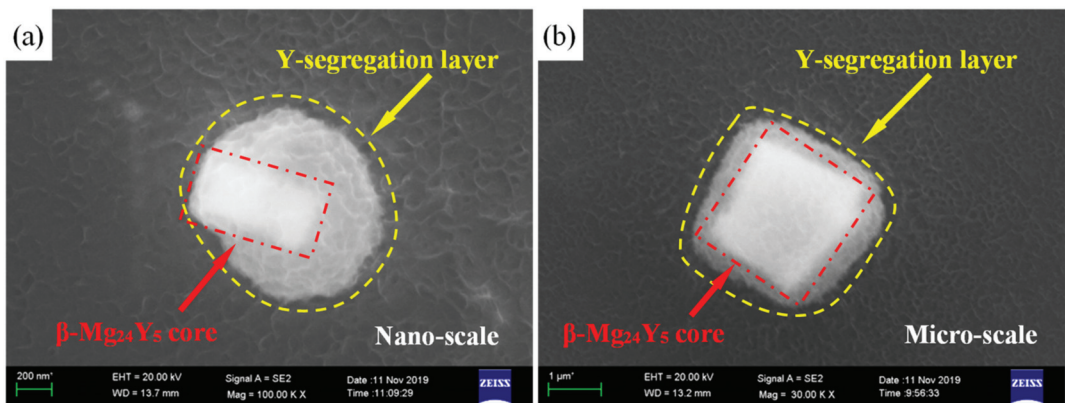 (a)
Y-segregation layer
β-Mg₂₄Y₅ core
Nano-scale
200 nm*
EHT = 20.00 kV
WD = 13.7 mm
Signal A = SE2
Mag = 100.00 K X
Date :11 Nov 2019
Time :11:09:29
ZEISS
(b)
Y-segregation layer
β-Mg₂₄Y₅ core
Micro-scale
1 µm*
EHT = 20.00 kV
WD = 13.2 mm
Signal A = SE2
Mag = 30.00 K X
Date :11 Nov 2019
Time :9:56:33
ZEISS